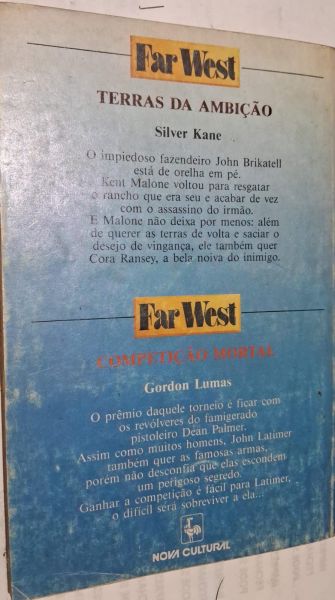 Far West
TERRAS DA AMBIÇÃO
Silver Kane
O impiedoso fazendeiro John Brikatell
está de orelha em pé.
Kent Malone voltou para resgatar
o rancho que era seu e acabar de vez
com o assassino do irmão.
E Malone não deixa por menos: além
de querer as terras de volta e saciar o
desejo de vingança, ele também quer
Cora Ransey, a bela noiva do inimigo.
Far West
COMPETIÇÃO MORTAL
Gordon Lumas
O prêmio daquele torneio é ficar com
os revólveres do famigerado
pistoleiro Dean Palmer.
Assim como muitos homens, John Latimer
também quer as famosas armas,
porém não desconfia que elas escondem
um perigoso segredo.
Ganhar a competição é fácil para Latimer,
o difícil será sobreviver a ela...
NOVA CULTURAL